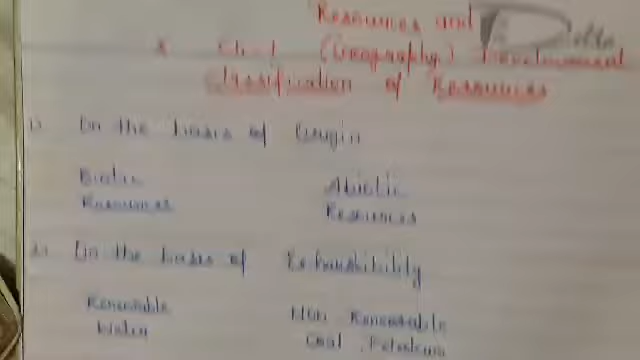 Resources and
* Ch-1 (Geography) Development
Classification of Resources
1) On the basis of Origin
Biotic Abiotic
Resources Resources
2) On the basis of Exhaustibility
Renewable Non Renewable
Water Coal, Petroleum